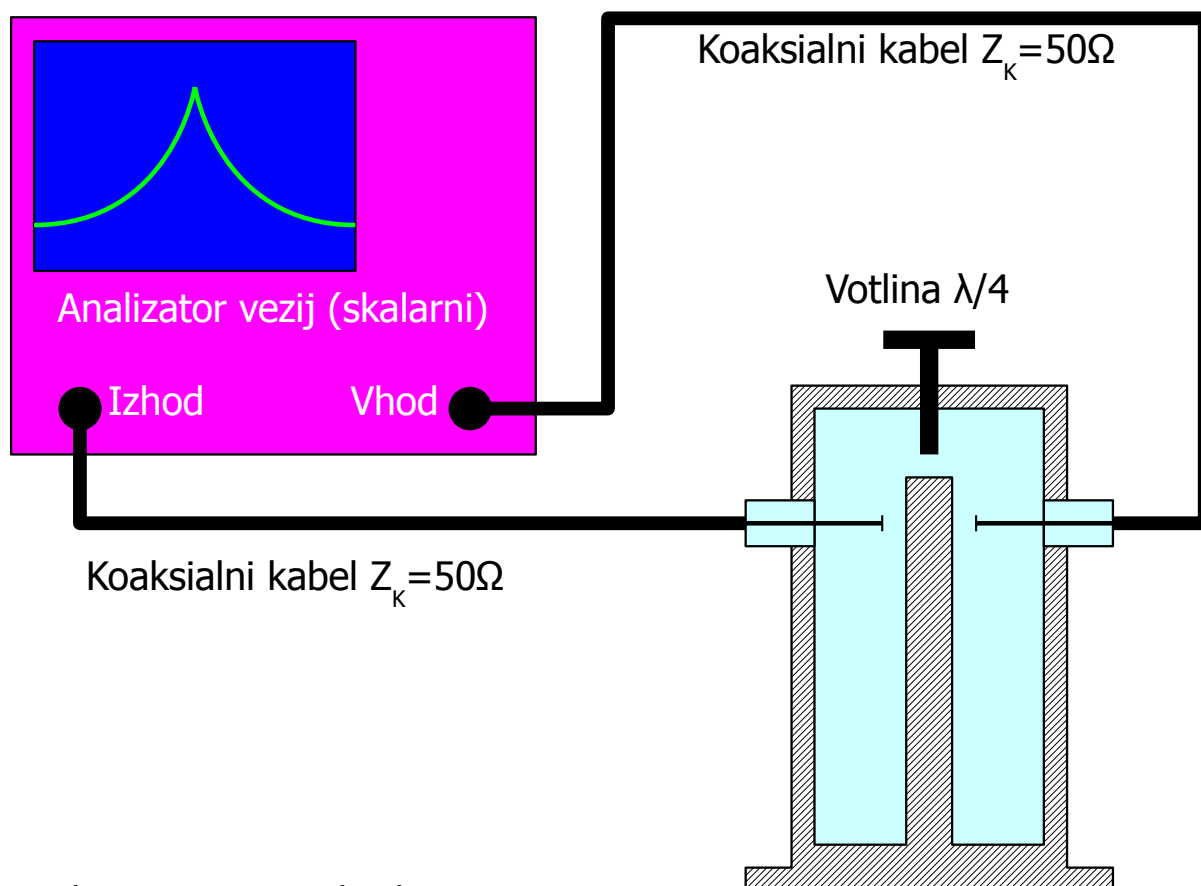 Koaksialni kabel Z_K=50Ω
Analizator vezij (skalarni)
Votlina λ/4
Izhod
Vhod
Koaksialni kabel Z_K=50Ω